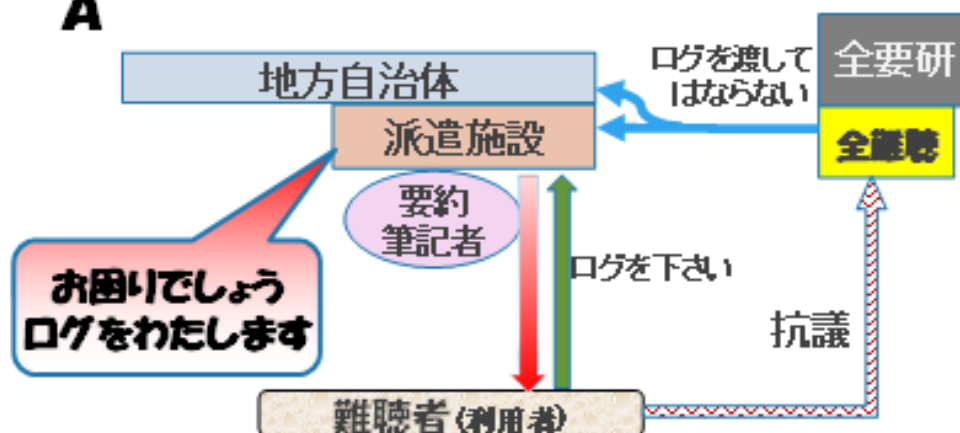 A
地方自治体
派遣施設
要約
筆記者
ログを渡して
はならない
全要研
全難聴
お困りでしょう
ログをわたします
ログを下さい
抗議
難聴者(利用者)